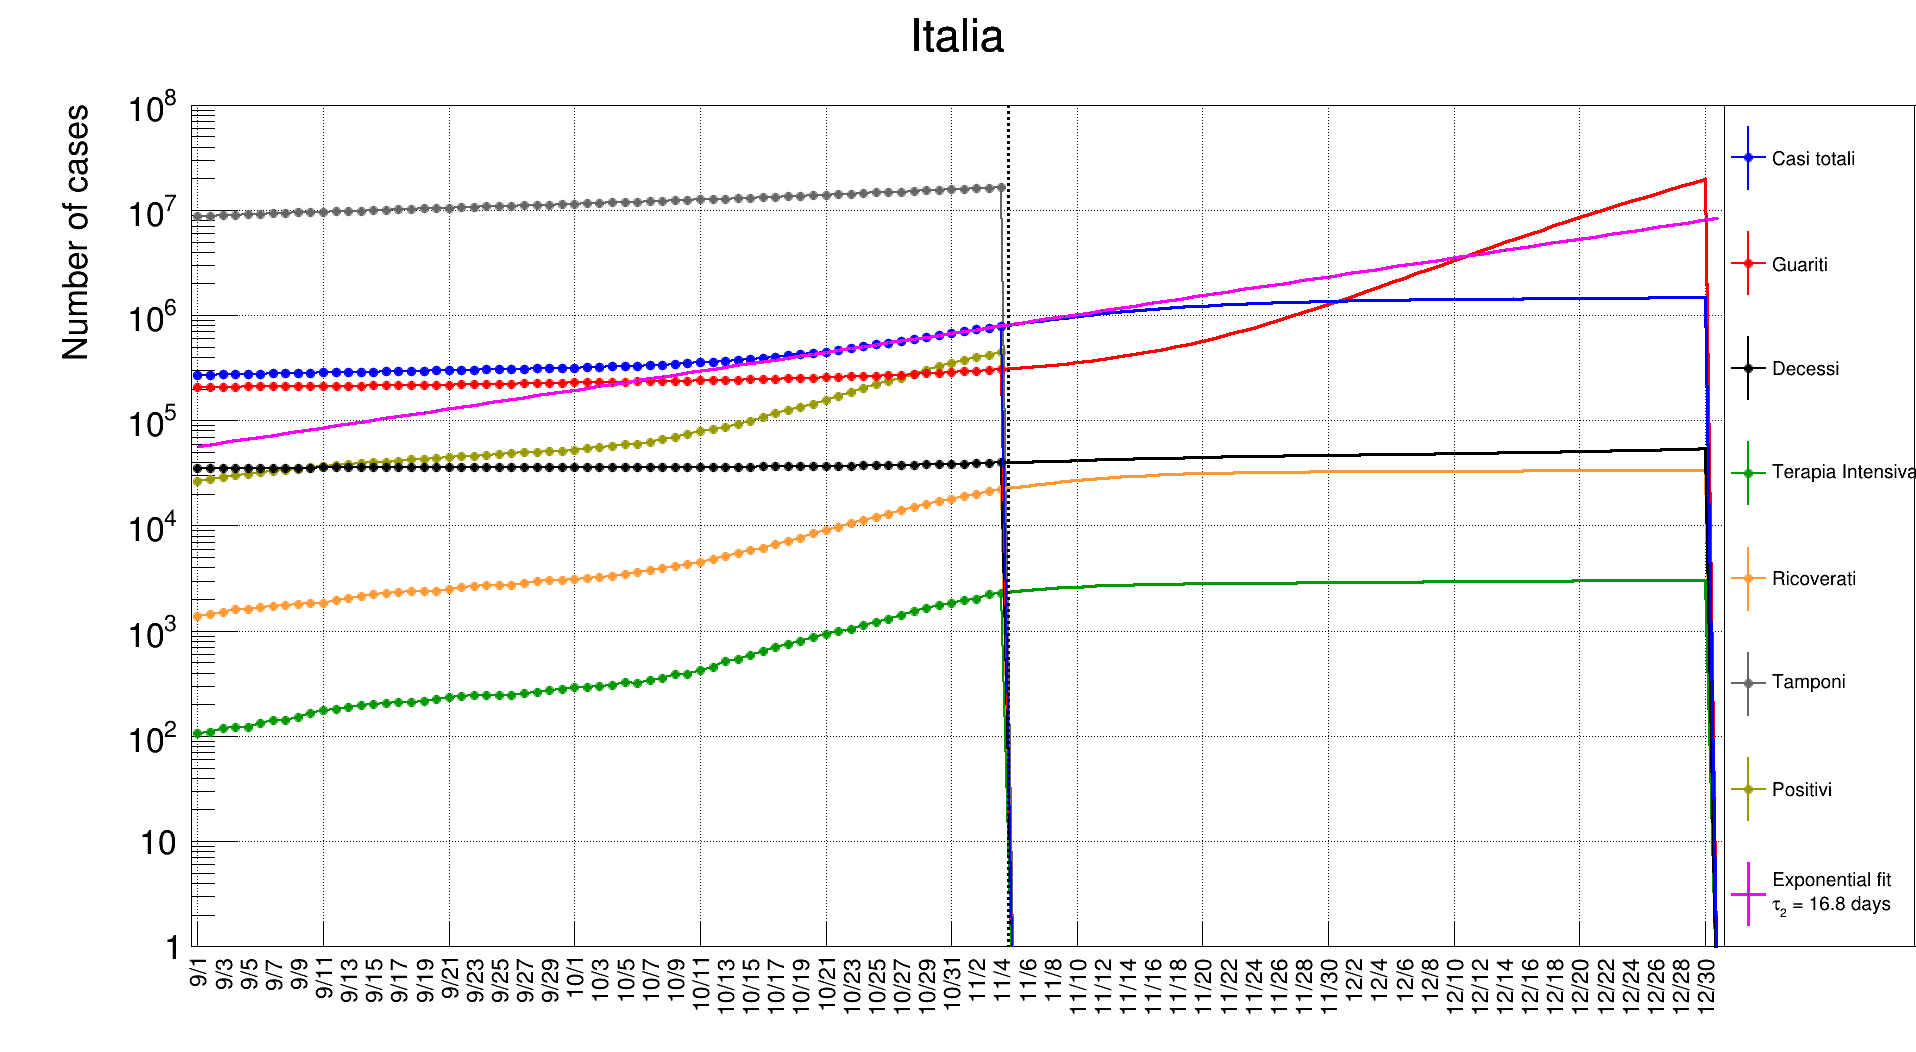 Italia
Number of cases
10^8
10^7
10^6
10^5
10^4
10^3
10^2
10
1
9/1 9/3 9/5 9/7 9/9 9/11 9/13 9/15 9/17 9/19 9/21 9/23 9/25 9/27 9/29 10/1 10/3 10/5 10/7 10/9 10/11 10/13 10/15 10/17 10/19 10/21 10/23 10/25 10/27 10/29 10/31 11/2 11/4 11/6 11/8 11/10 11/12 11/14 11/16 11/18 11/20 11/22 11/24 11/26 11/28 11/30 12/2 12/4 12/6 12/8 12/10 12/12 12/14 12/16 12/18 12/20 12/22 12/24 12/26 12/28 12/30
Casi totali
Guariti
Decessi
Terapia Intensiva
Ricoverati
Tamponi
Positivi
Exponential fit
τ₂ = 16.8 days